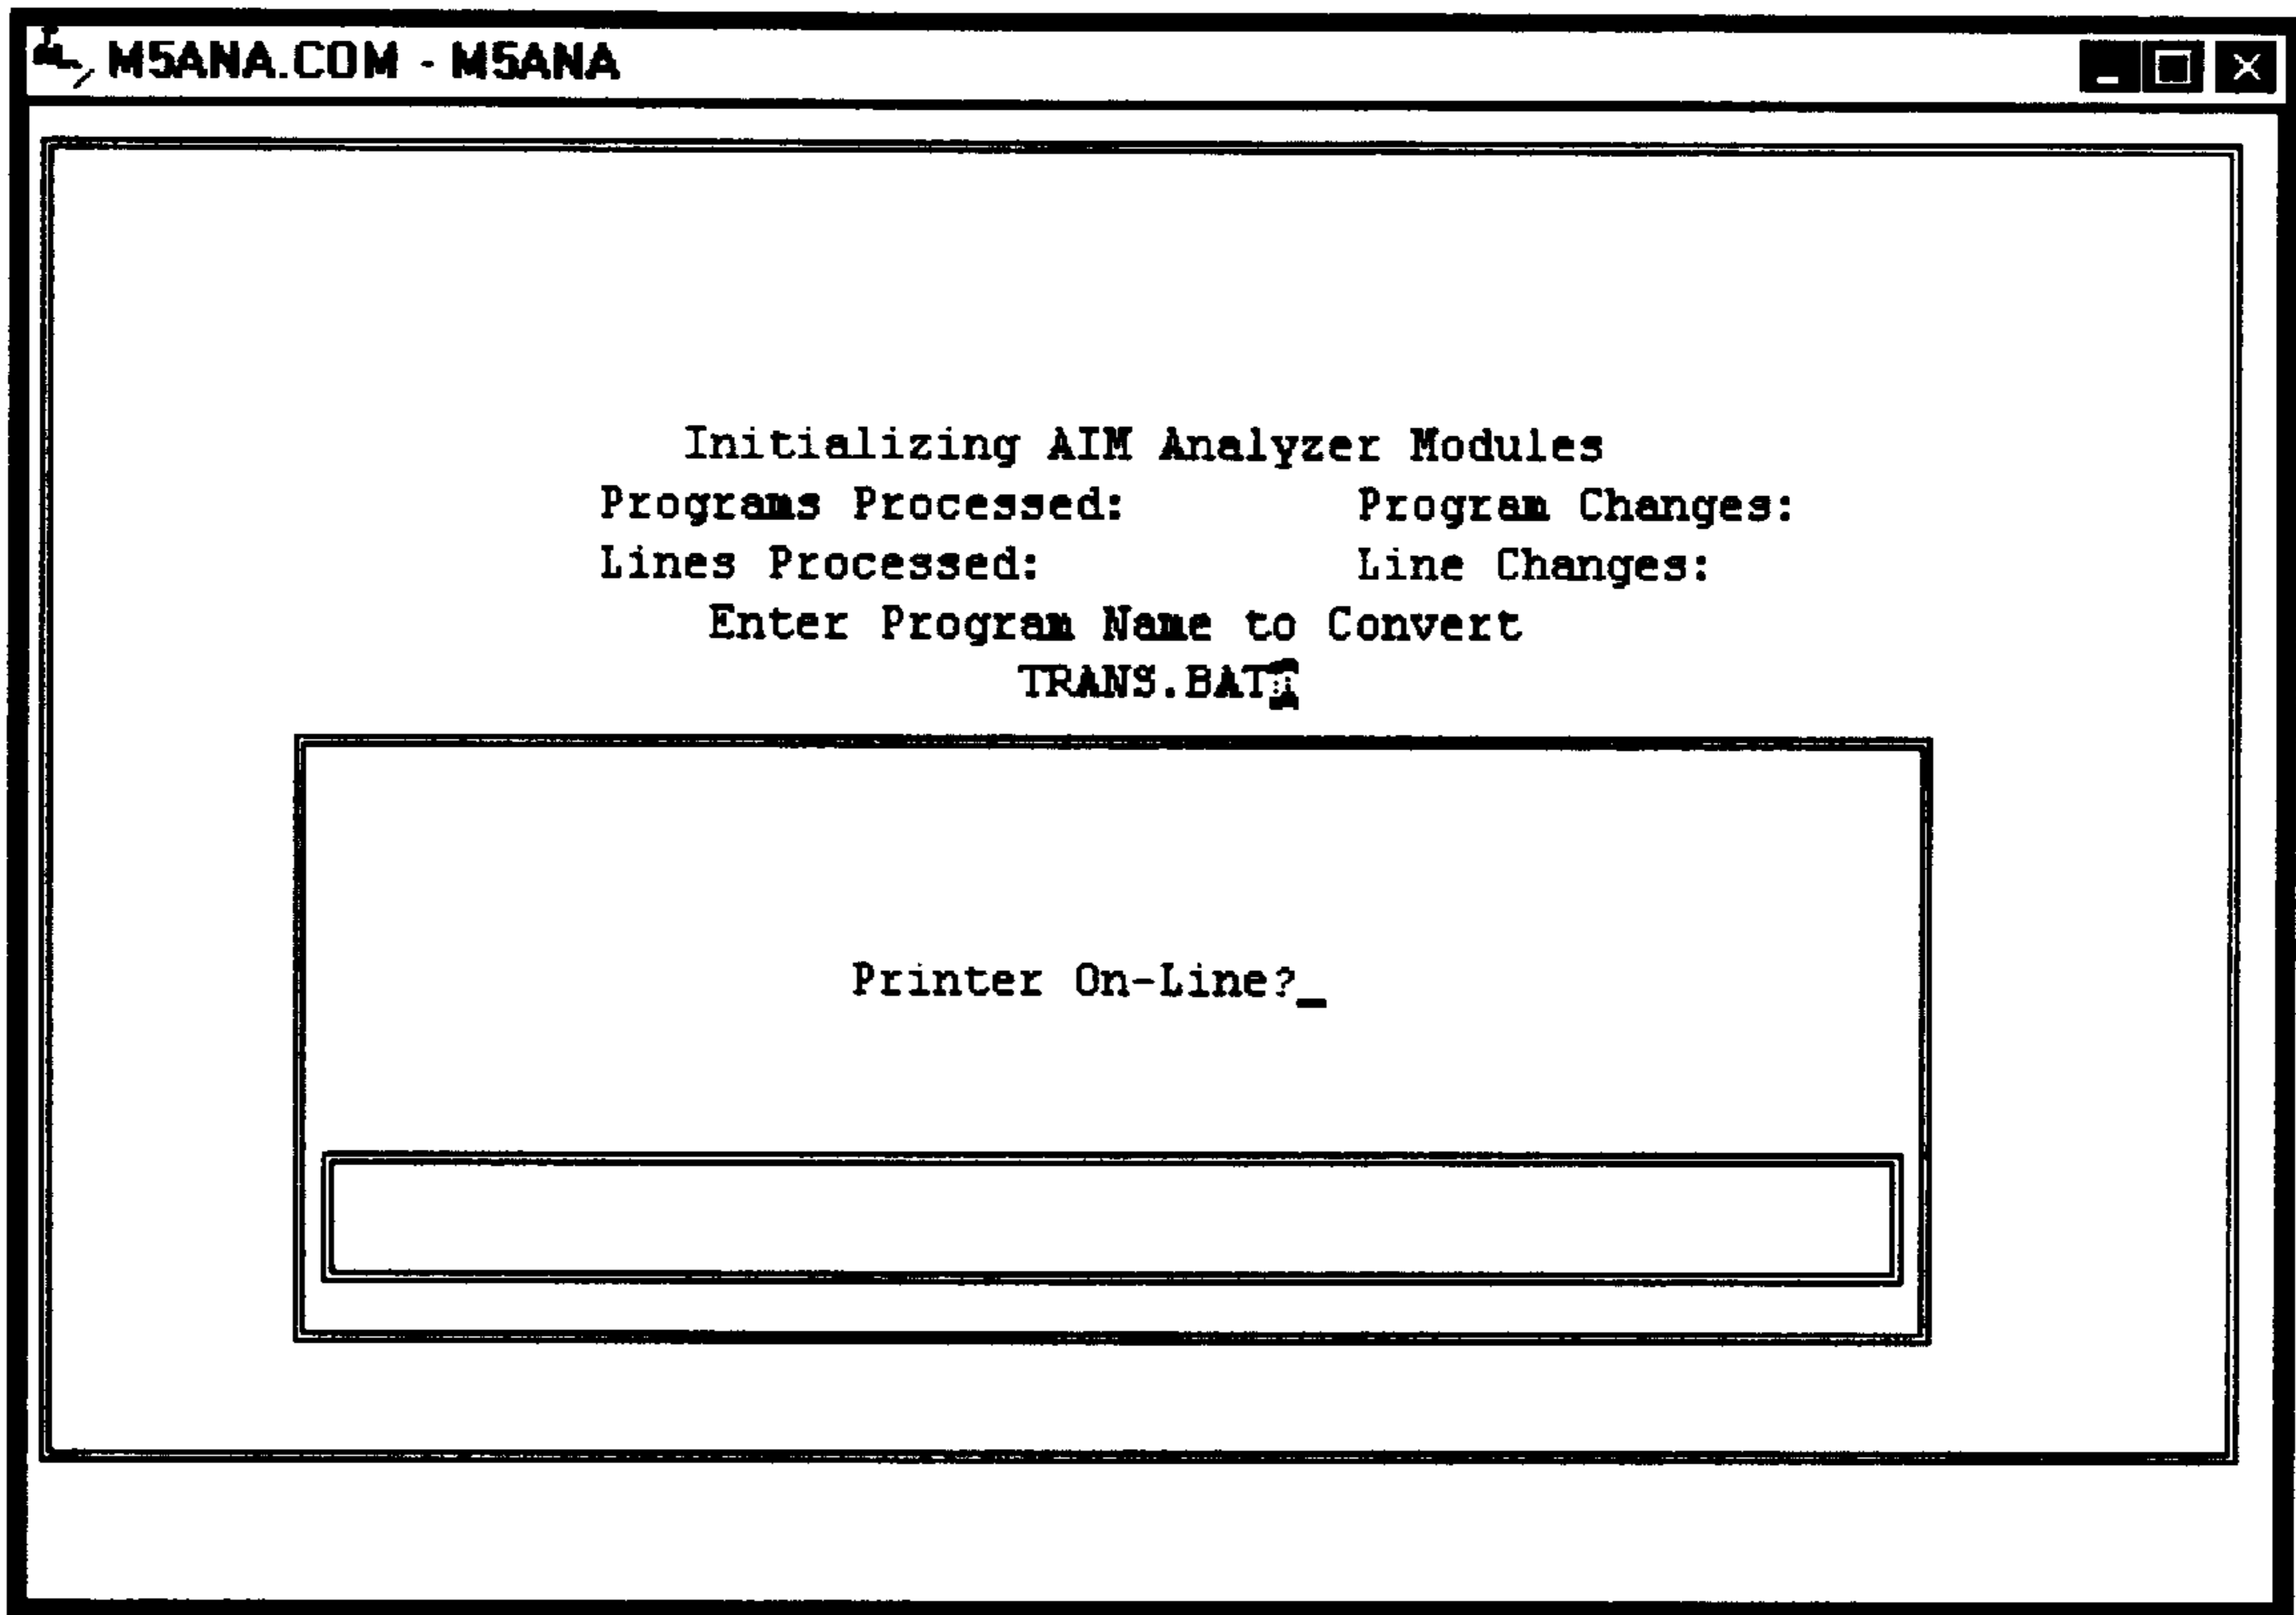 M5ANA.COM - M5ANA
Initializing AIM Analyzer Modules
Programs Processed: Program Changes:
Lines Processed: Line Changes:
Enter Program Name to Convert
TRANS.BAT
Printer On-Line?_